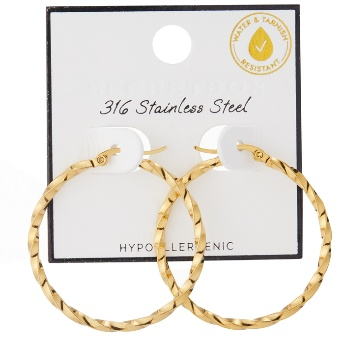 WATER & TARNISH
RESISTANT
316 Stainless Steel
HYPOALLERGENIC